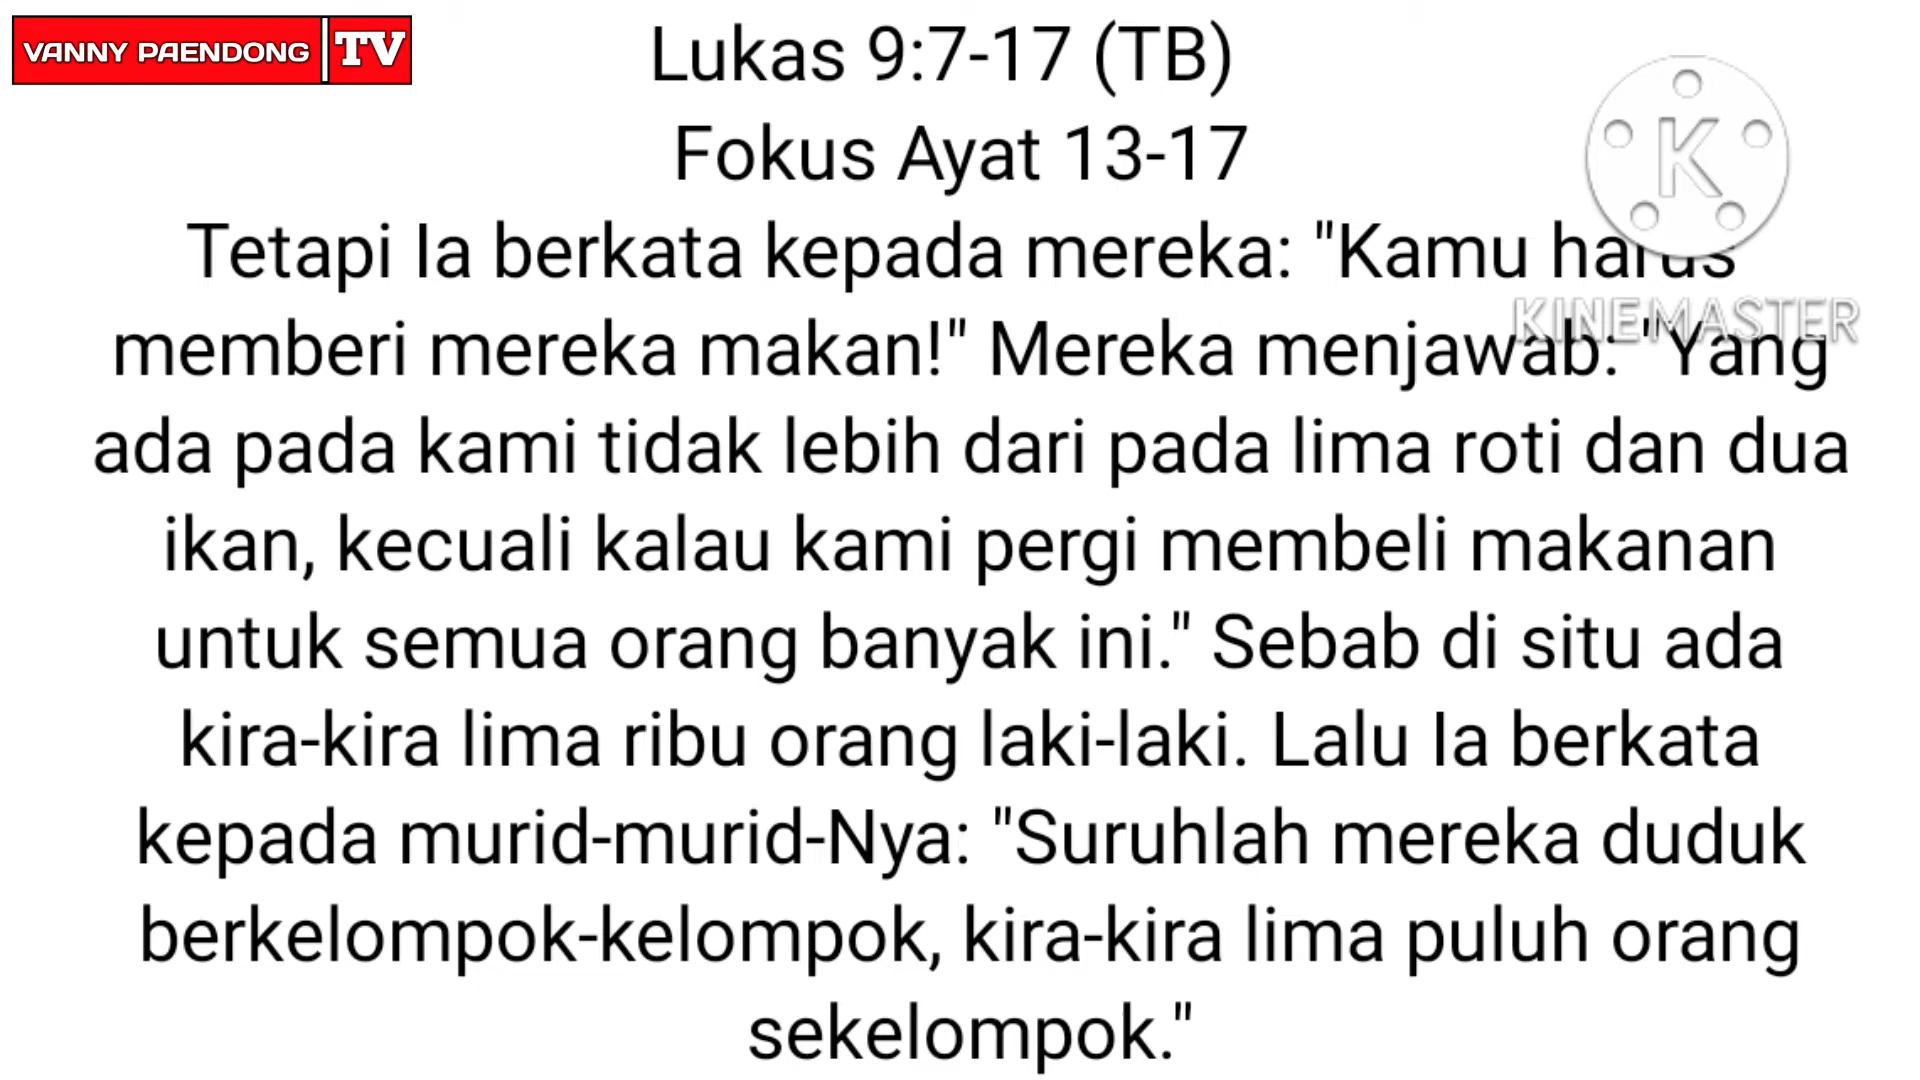 VANNY PAENDONG TV
Lukas 9:7-17 (TB)
Fokus Ayat 13-17
K
Tetapi Ia berkata kepada mereka: "Kamu harus
KINEMASTER
memberi mereka makan!" Mereka menjawab: "Yang
ada pada kami tidak lebih dari pada lima roti dan dua
ikan, kecuali kalau kami pergi membeli makanan
untuk semua orang banyak ini." Sebab di situ ada
kira-kira lima ribu orang laki-laki. Lalu Ia berkata
kepada murid-murid-Nya: "Suruhlah mereka duduk
berkelompok-kelompok, kira-kira lima puluh orang
sekelompok."